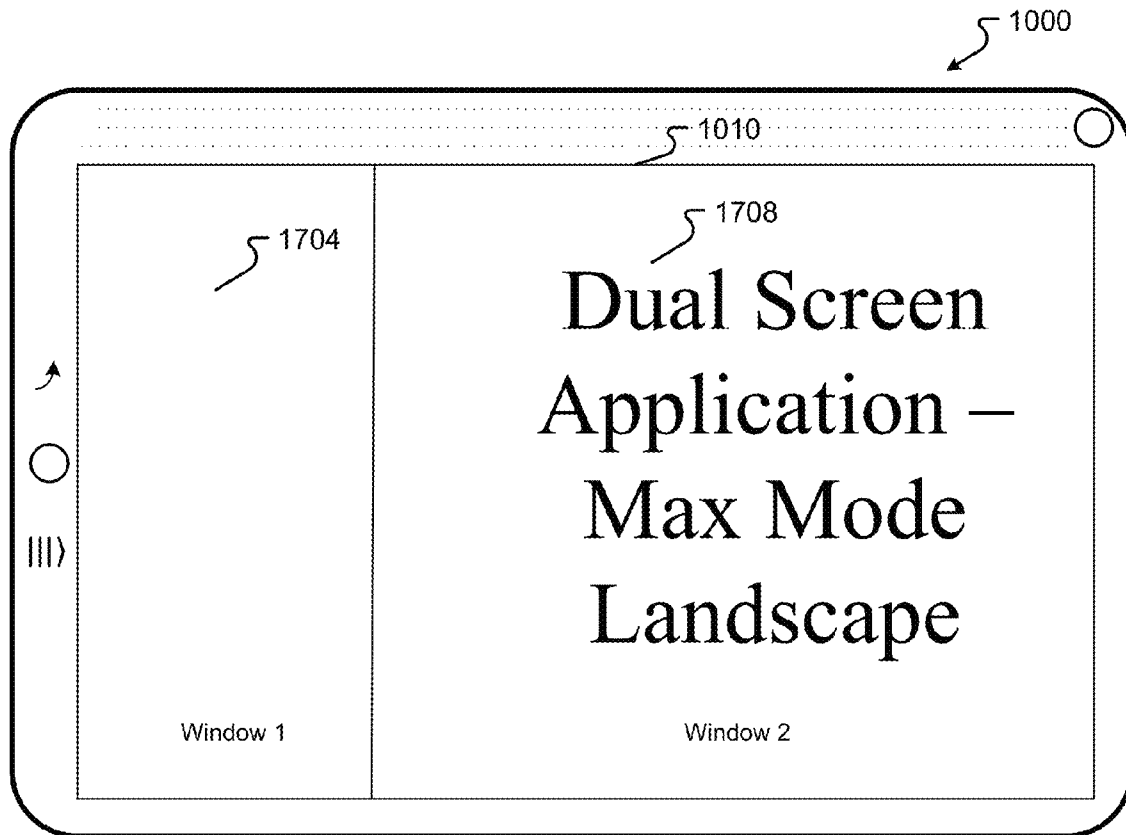 1000
1010
1708
1704
Dual Screen
Application –
Max Mode
Landscape
Window 1
Window 2